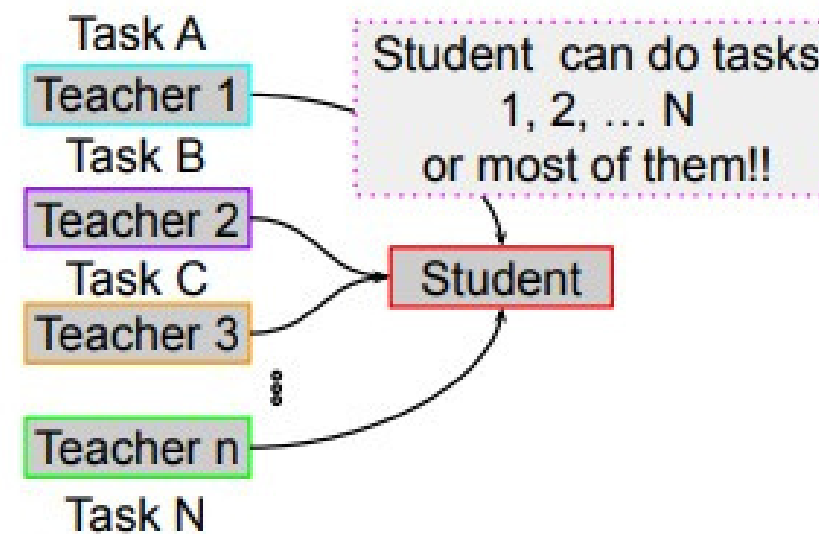 Task A
Teacher 1
Task B
Teacher 2
Task C
Teacher 3
Teacher n
Task N
Student can do tasks
1, 2, ... N
or most of them!!
Student